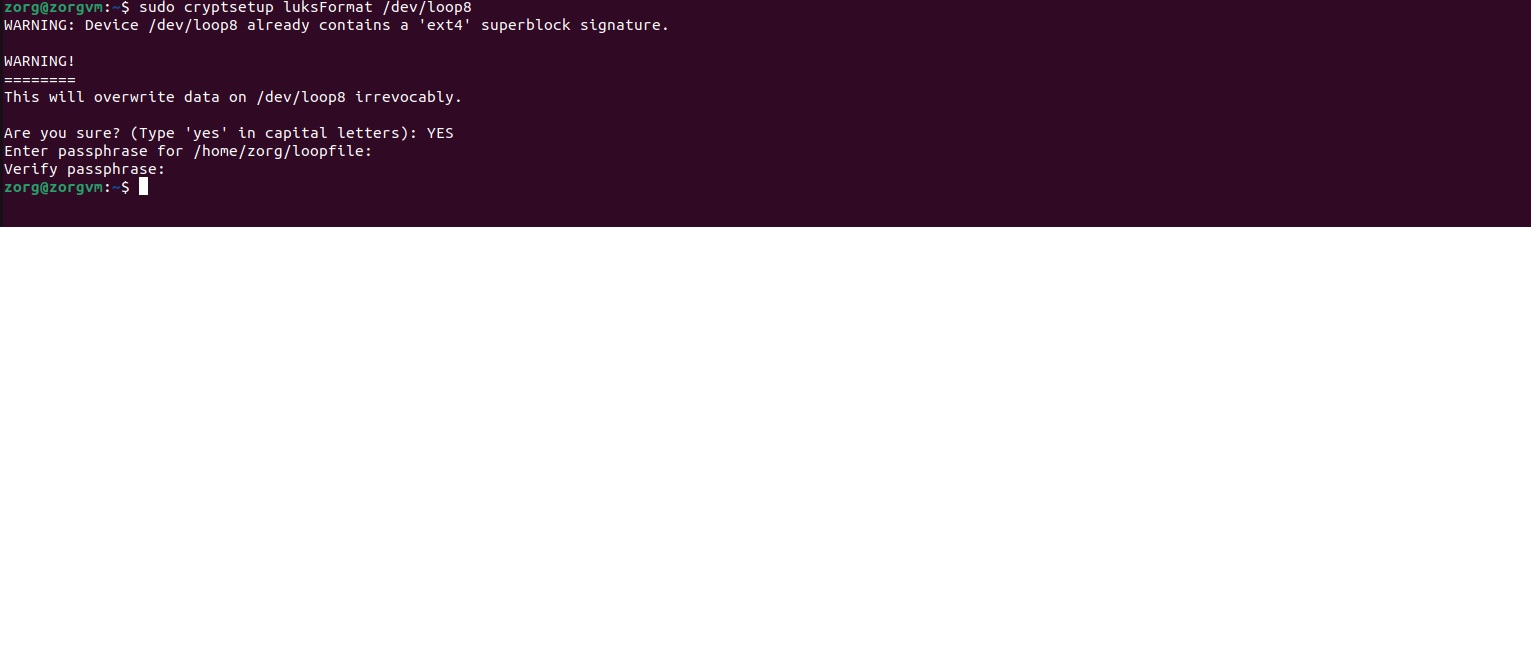 zorg@zorgvm:~$ sudo cryptsetup luksFormat /dev/loop8
WARNING: Device /dev/loop8 already contains a 'ext4' superblock signature.
WARNING!
========
This will overwrite data on /dev/loop8 irrevocably.
Are you sure? (Type 'yes' in capital letters): YES
Enter passphrase for /home/zorg/loopfile:
Verify passphrase:
zorg@zorgvm:~$